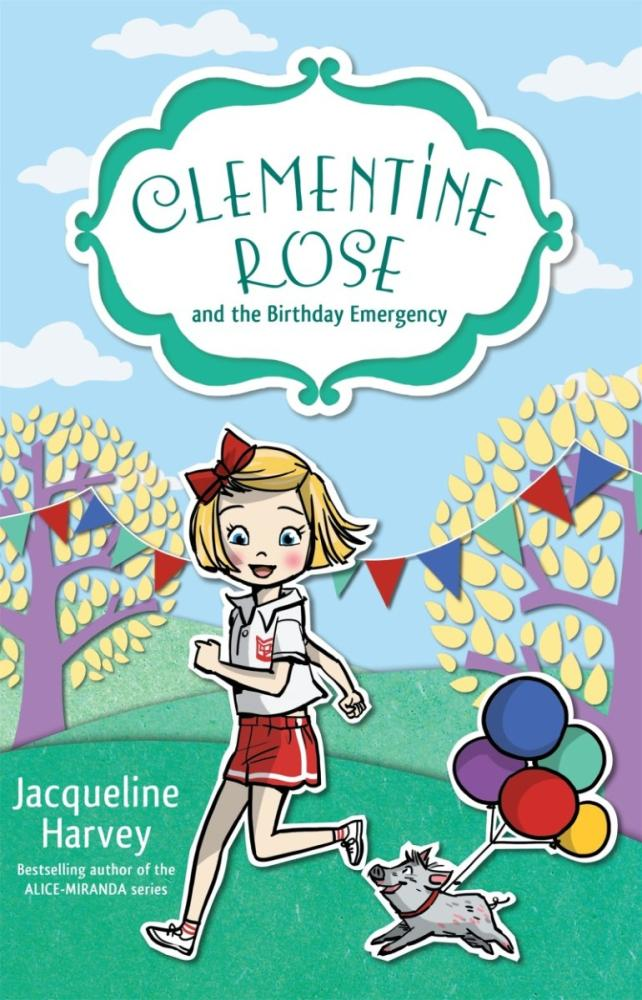 CLEMENTINE
ROSE
and the Birthday Emergency
Jacqueline
Harvey
Bestselling author of the
ALICE-MIRANDA series